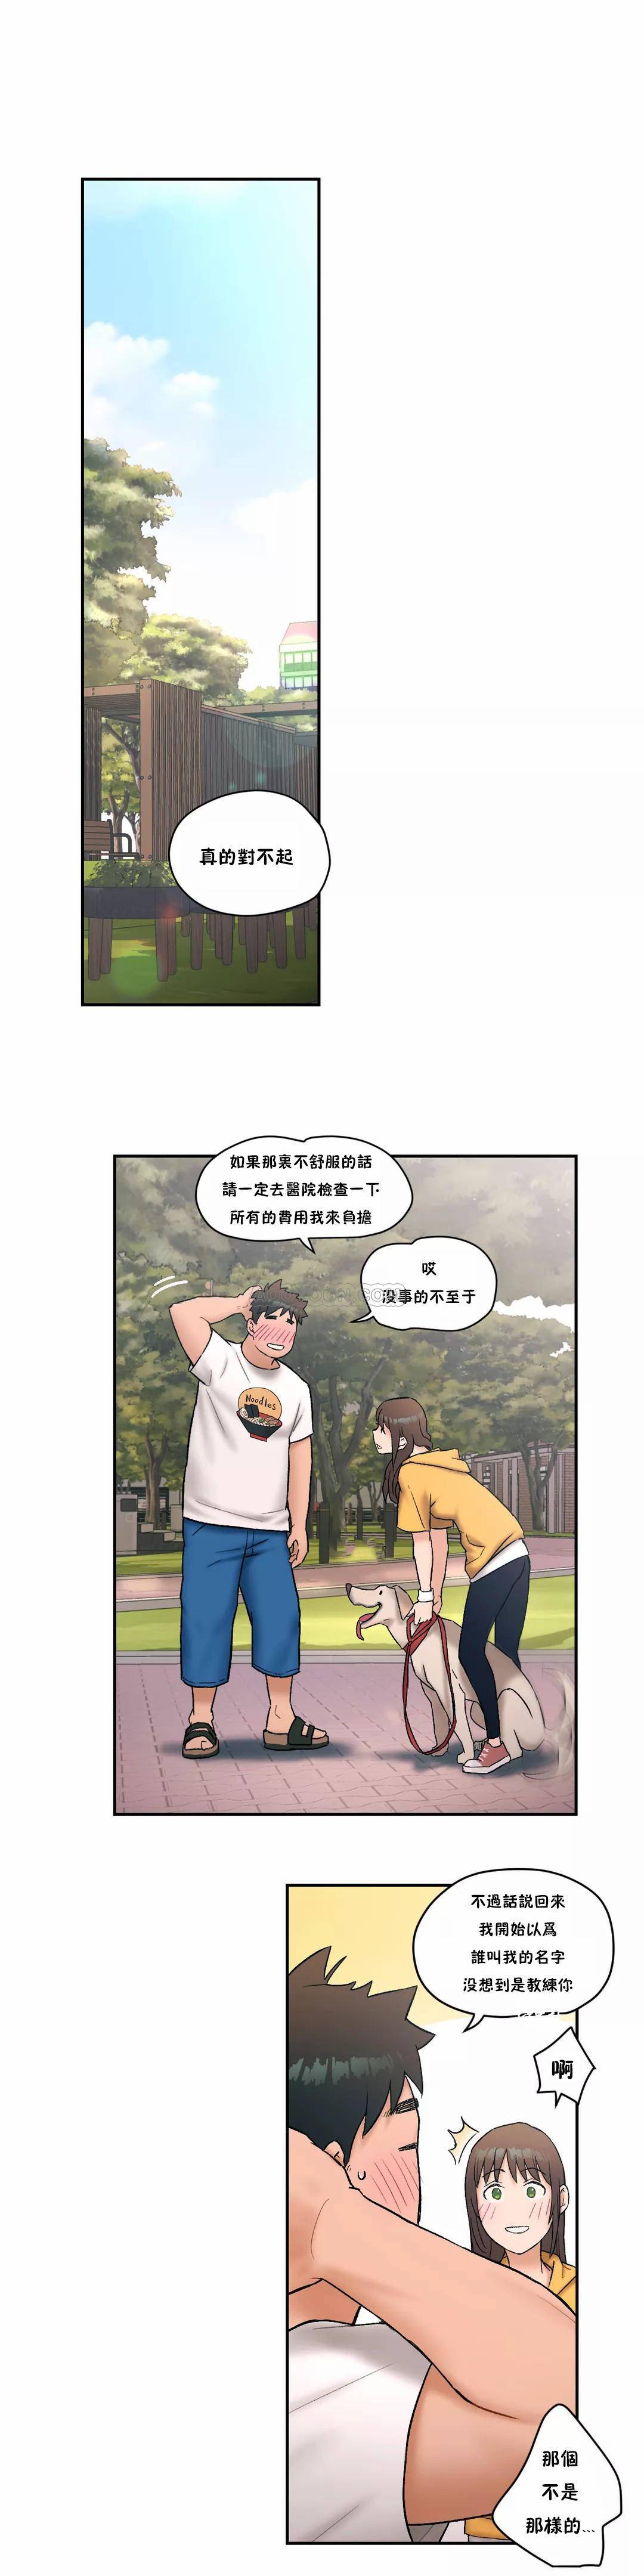 真的對不起
如果那裏不舒服的話
請一定去醫院檢查一下
所有的費用我來負擔
哎
没事的不至于
Noodles
不過話説回來
我開始以爲
誰叫我的名字
没想到是教練你
啊
那個
不是
那樣的...